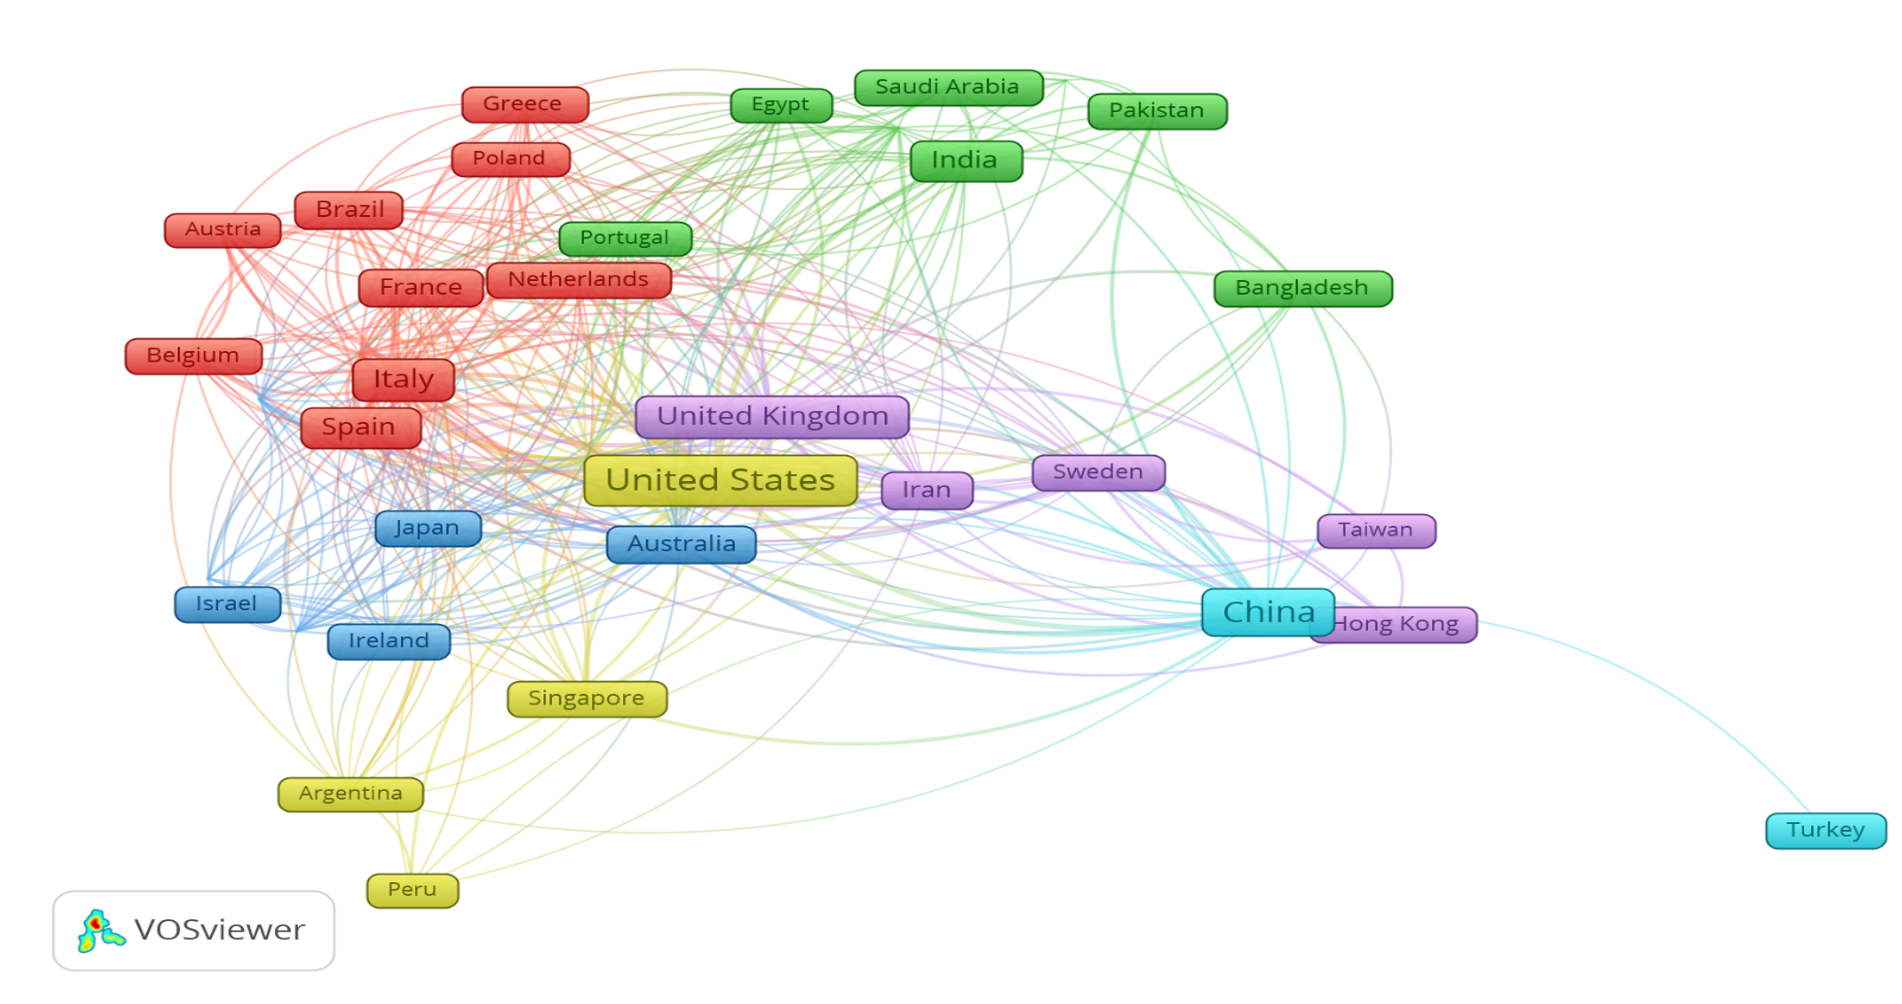 Saudi Arabia
Greece
Egypt
Pakistan
Poland
India
Brazil
Austria
Portugal
Netherlands
France
Bangladesh
Belgium
Italy
United Kingdom
Spain
Sweden
United States
Iran
Japan
Taiwan
Australia
Israel
China
Hong Kong
Ireland
Singapore
Argentina
Turkey
Peru
VOSviewer